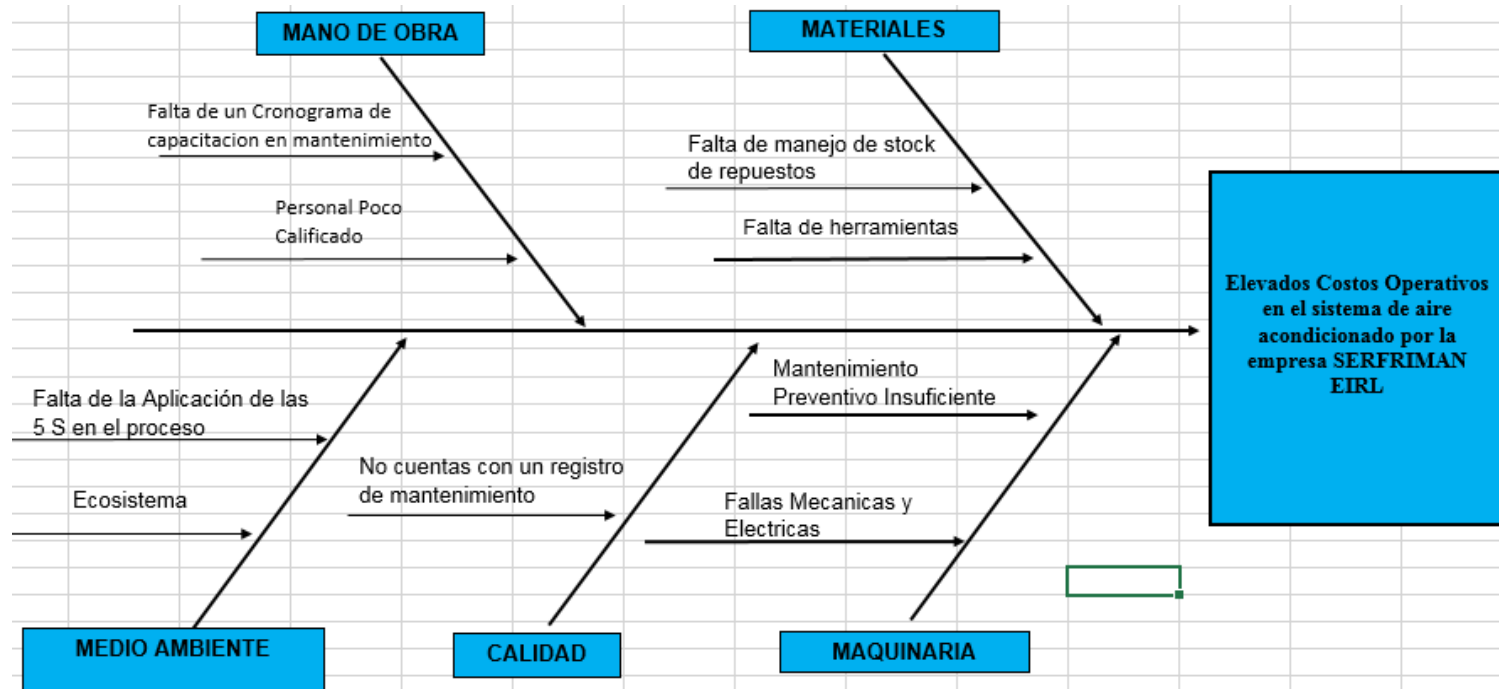 MANO DE OBRA
MATERIALES
Falta de un Cronograma de
capacitacion en mantenimiento
Personal Poco
Calificado
Falta de manejo de stock
de repuestos
Falta de herramientas
Elevados Costos Operativos
en el sistema de aire
acondicionado por la
empresa SERFRIMAN
EIRL
Falta de la Aplicación de las
5 S en el proceso
Ecosistema
No cuentas con un registro
de mantenimiento
Mantenimiento
Preventivo Insuficiente
Fallas Mecanicas y
Electricas
MEDIO AMBIENTE
CALIDAD
MAQUINARIA